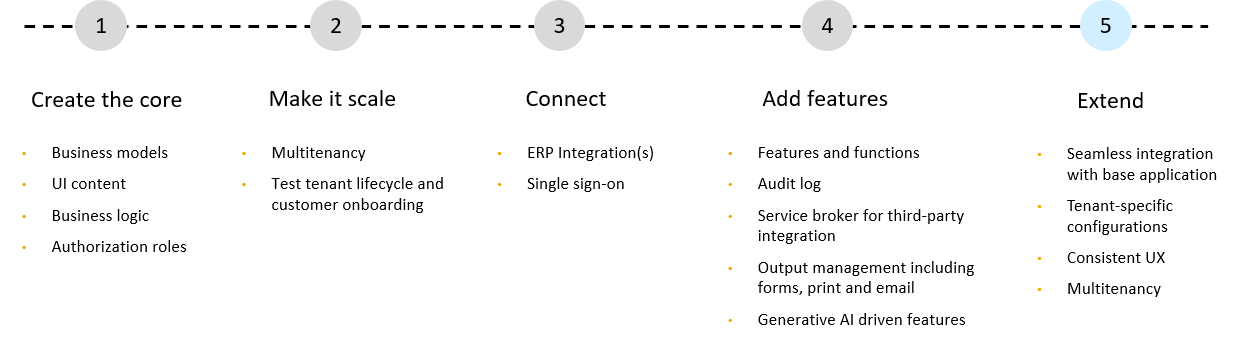 1
2
3
4
5
Create the core
Business models
UI content
Business logic
Authorization roles
Make it scale
Multitenancy
Test tenant lifecycle and
customer onboarding
Connect
ERP Integration(s)
Single sign-on
Add features
Features and functions
Audit log
Service broker for third-party
integration
Output management including
forms, print and email
Generative AI driven features
Extend
Seamless integration
with base application
Tenant-specific
configurations
Consistent UX
Multitenancy